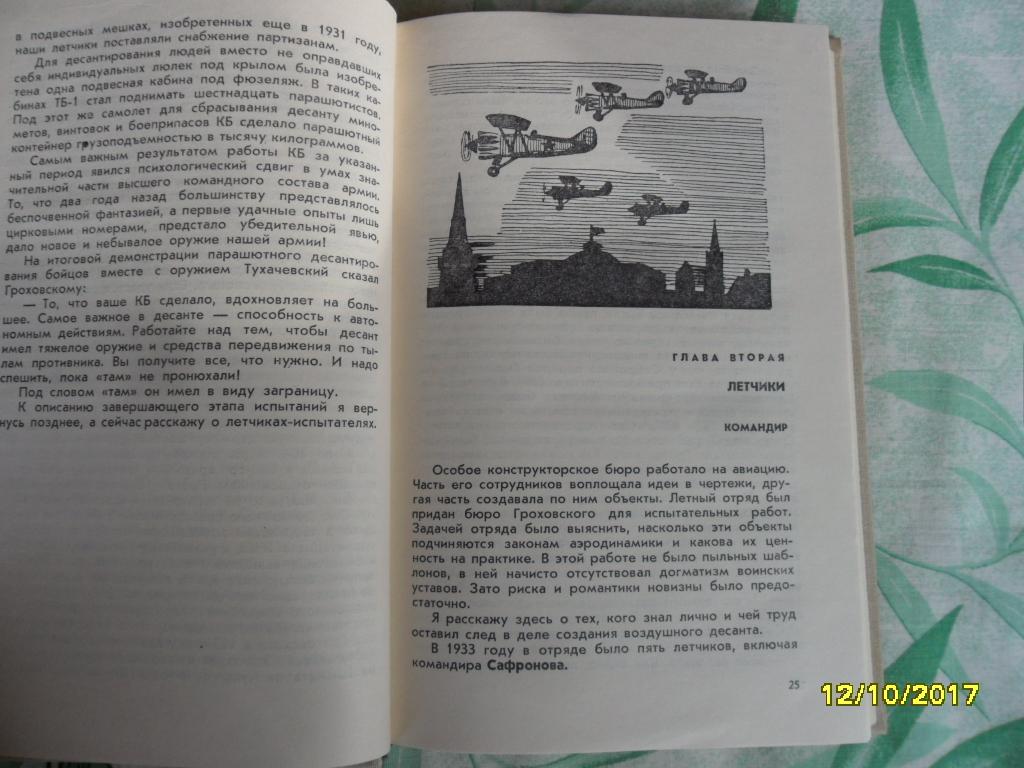 в подвесных мешках, изобретенных еще в 1931 году,
наши летчики поставляли снабжение партизанам.
Для десантирования людей вместо не оправдавших
себя индивидуальных люлек под крылом была изобре-
тена одна подвесная кабина под фюзеляж. В таких ка-
бинах ТБ-1 стал поднимать шестнадцать парашютистов.
Под этот же самолет для сбрасывания десанту мино-
метов, винтовок и боеприпасов КБ сделало парашютный
контейнер грузоподъемностью в тысячу килограммов.
Самым важным результатом работы КБ за указан-
ный период явился психологический сдвиг в умах зна-
чительной части высшего командного состава армии.
То, что два года назад большинству представлялось
беспочвенной фантазией, а первые удачные опыты лишь
цирковыми номерами, предстало убедительной явью,
дало новое и небывалое оружие нашей армии!
На итоговой демонстрации парашютного десантиро-
вания бойцов вместе с оружием Тухачевский сказал
Гроховскому:
— То, что ваше КБ сделало, вдохновляет на боль-
шее. Самое важное в десанте — способность к авто-
номным действиям. Работайте над тем, чтобы десант
имел тяжелое оружие и средства передвижения по ты-
лам противника. Вы получите все, что нужно. И надо
спешить, пока «там» не пронюхали!
Под словом «там» он имел в виду заграницу.
К описанию завершающего этапа испытаний я вер-
нусь позднее, а сейчас расскажу о летчиках-испытателях.
ГЛАВА ВТОРАЯ
ЛЕТЧИКИ
КОМАНДИР
Особое конструкторское бюро работало на авиацию.
Часть его сотрудников воплощала идеи в чертежи, дру-
гая часть создавала по ним объекты. Летный отряд был
придан бюро Гроховского для испытательных работ.
Задачей отряда было выяснить, насколько эти объекты
подчиняются законам аэродинамики и какова их цен-
ность на практике. В этой работе не было пыльных шаб-
лонов, в ней начисто отсутствовал догматизм воинских
уставов. Зато риска и романтики новизны было предо-
статочно.
Я расскажу здесь о тех, кого знал лично и чей труд
оставил след в деле создания воздушного десанта.
В 1933 году в отряде было пять летчиков, включая
командира Сафронова.
25
12/10/2017